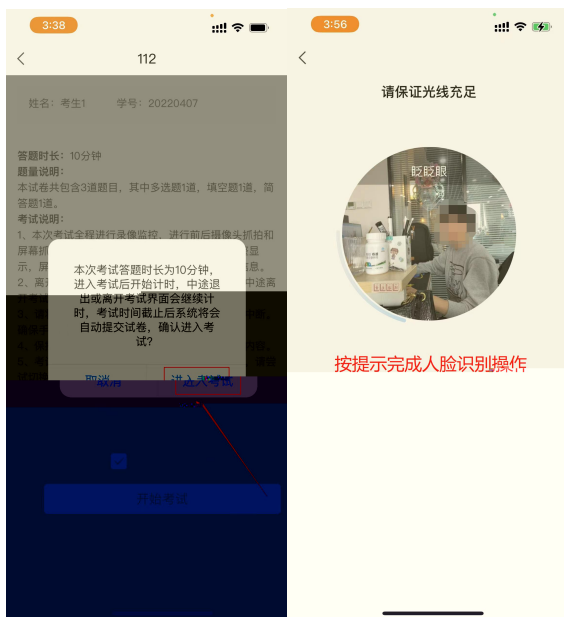 3:38
112
姓名：考生1 学号：20220407
答题时长：10分钟
题量说明：
本试卷共包含3道题目，其中多选题1道，填空题1道，简
答题1道。
考试说明：
1、本次考试全程进行录像监控，进行前后摄像头抓拍和
屏幕抓
示，屏
2、离开
本次考试答题时长为10分钟，
进入考试后开始计时，中途退
出或离开考试界面会继续计
时，考试时间截止后系统将会
自动提交试卷，确认进入考
试？
取消 进入考试
开始考试
3:56
请保证光线充足
眨眨眼
按提示完成人脸识别操作